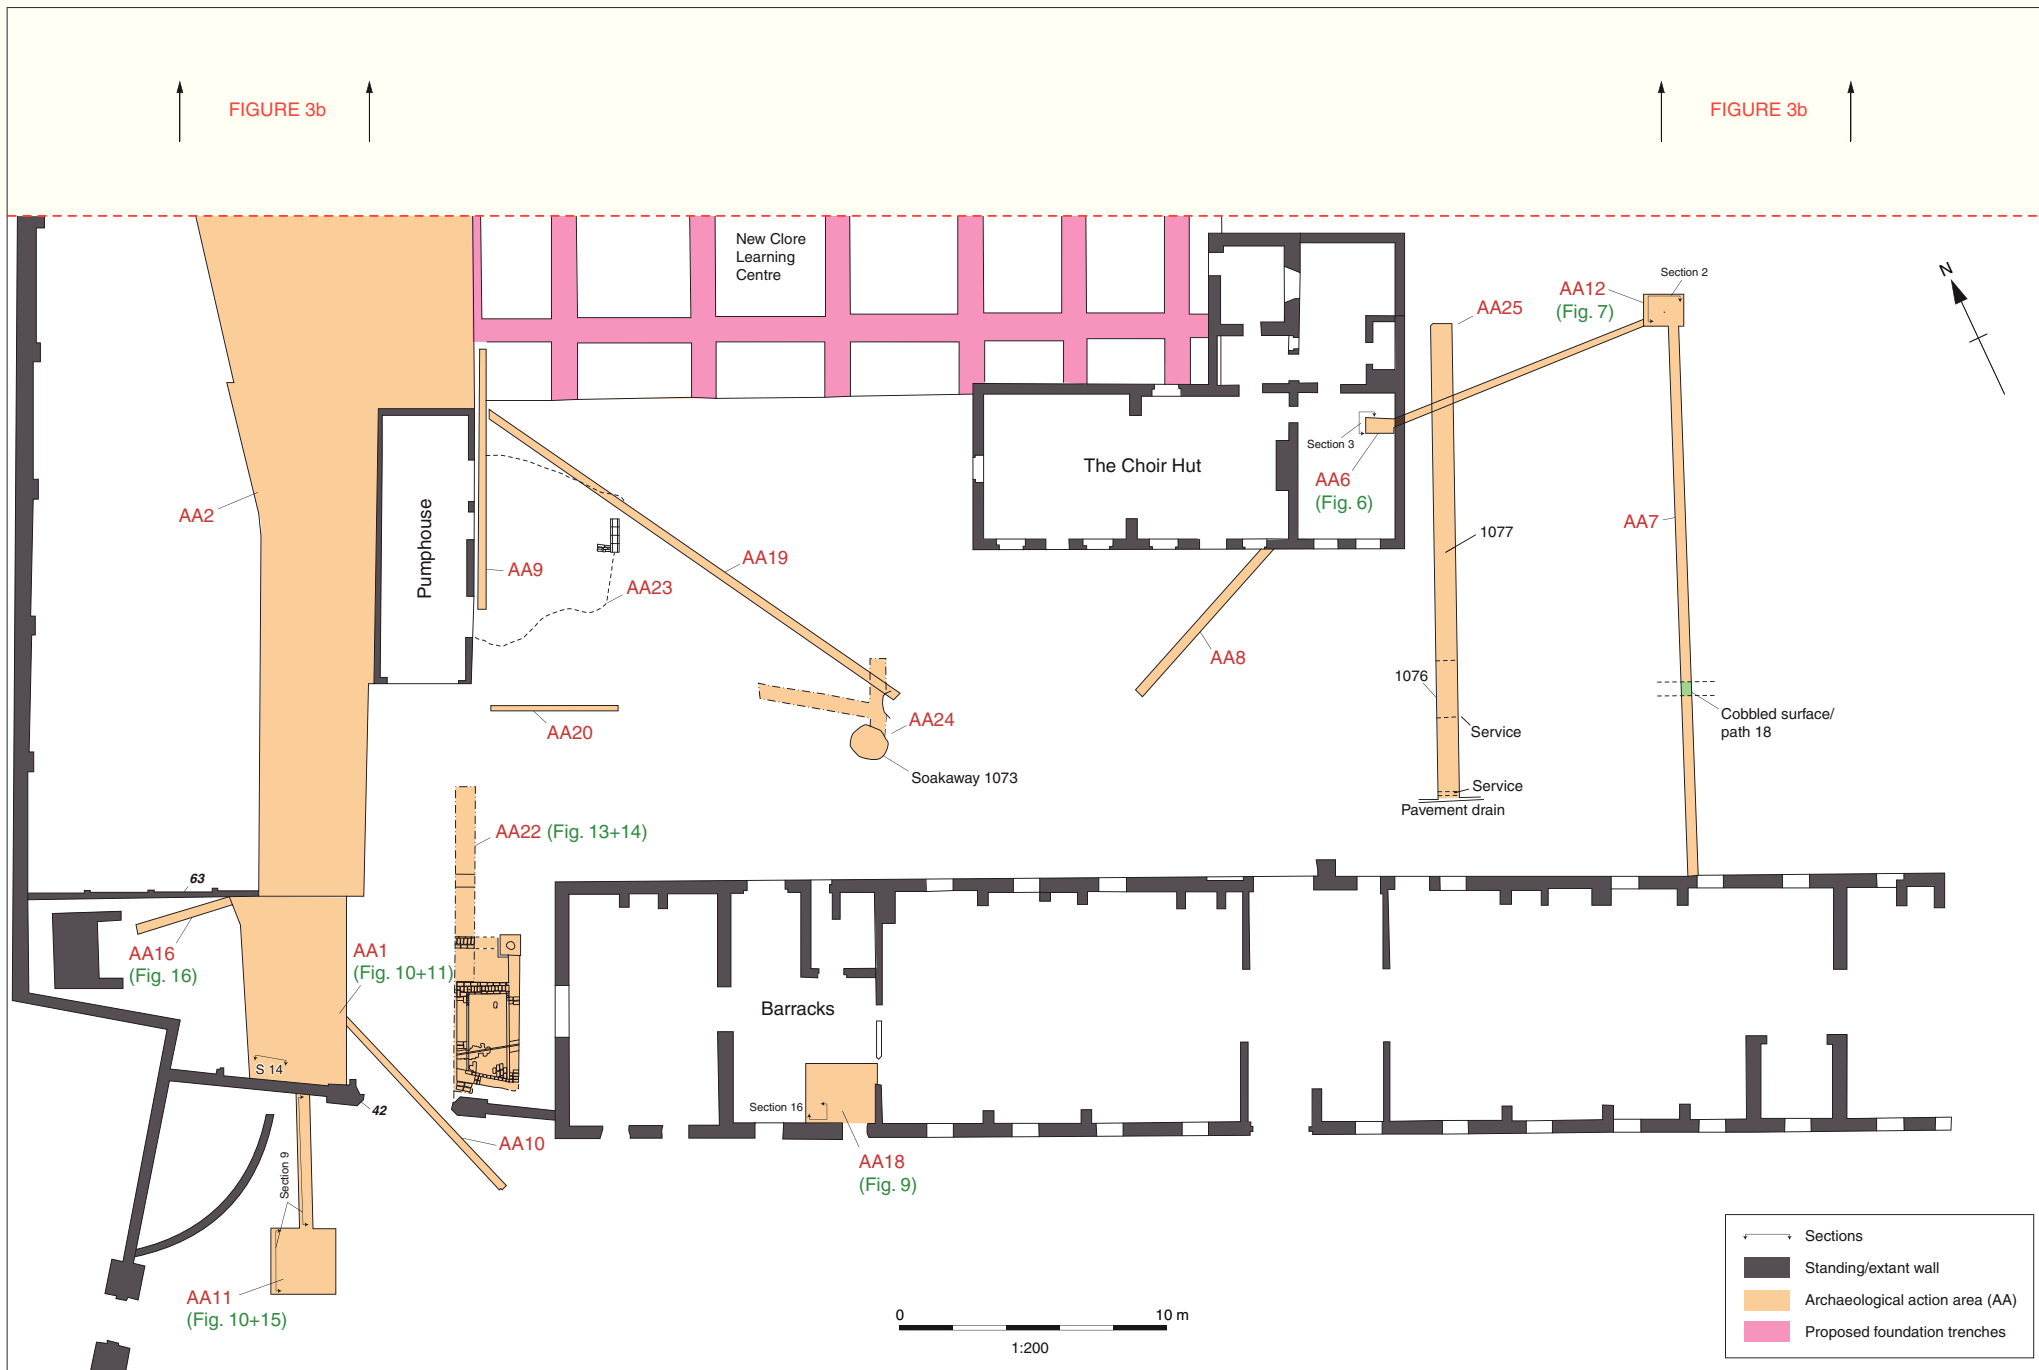 FIGURE 3b
FIGURE 3b
New Clore
Learning
Centre
N
Section 2
AA12
(Fig. 7)
AA25
Section 3
The Choir Hut
AA6
(Fig. 6)
AA2
Pumphouse
AA7
1077
AA19
AA9
AA23
AA8
1076
AA20
AA24
Service
Cobbled surface/
path 18
Soakaway 1073
Service
Pavement drain
AA22 (Fig. 13+14)
63
AA16
(Fig. 16)
AA1
(Fig. 10+11)
Barracks
S 14
42
Section 16
AA10
AA18
(Fig. 9)
Section 9
AA11
(Fig. 10+15)
0 10 m
1:200
Sections
Standing/extant wall
Archaeological action area (AA)
Proposed foundation trenches